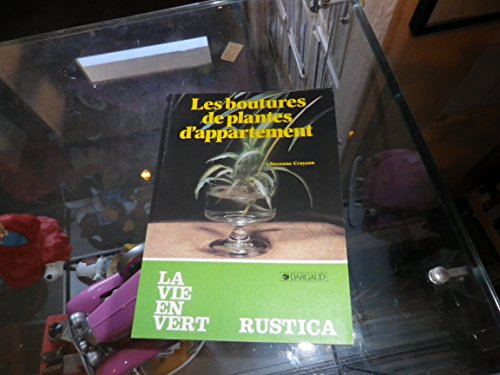 Les boutures
de plantes
d'appartement
Suzanne Crayson
LA
VIE
EN
VERT
DARGAUD
RUSTICA